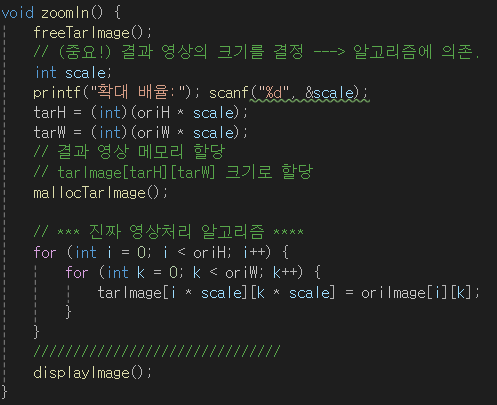 void zoomIn() {
freeTarImage();
// (중요!) 결과 영상의 크기를 결정 ---> 알고리즘에 의존.
int scale;
printf("확대 배율:"); scanf("%d", &scale);
tarH = (int)(oriH * scale);
tarW = (int)(oriW * scale);
// 결과 영상 메모리 할당
// tarImage[tarH][tarW] 크기로 할당
mallocTarImage();
// *** 진짜 영상처리 알고리즘 ****
for (int i = 0; i < oriH; i++) {
for (int k = 0; k < oriW; k++) {
tarImage[i * scale][k * scale] = oriImage[i][k];
}
}
///////////////////////////////
displayImage();
}